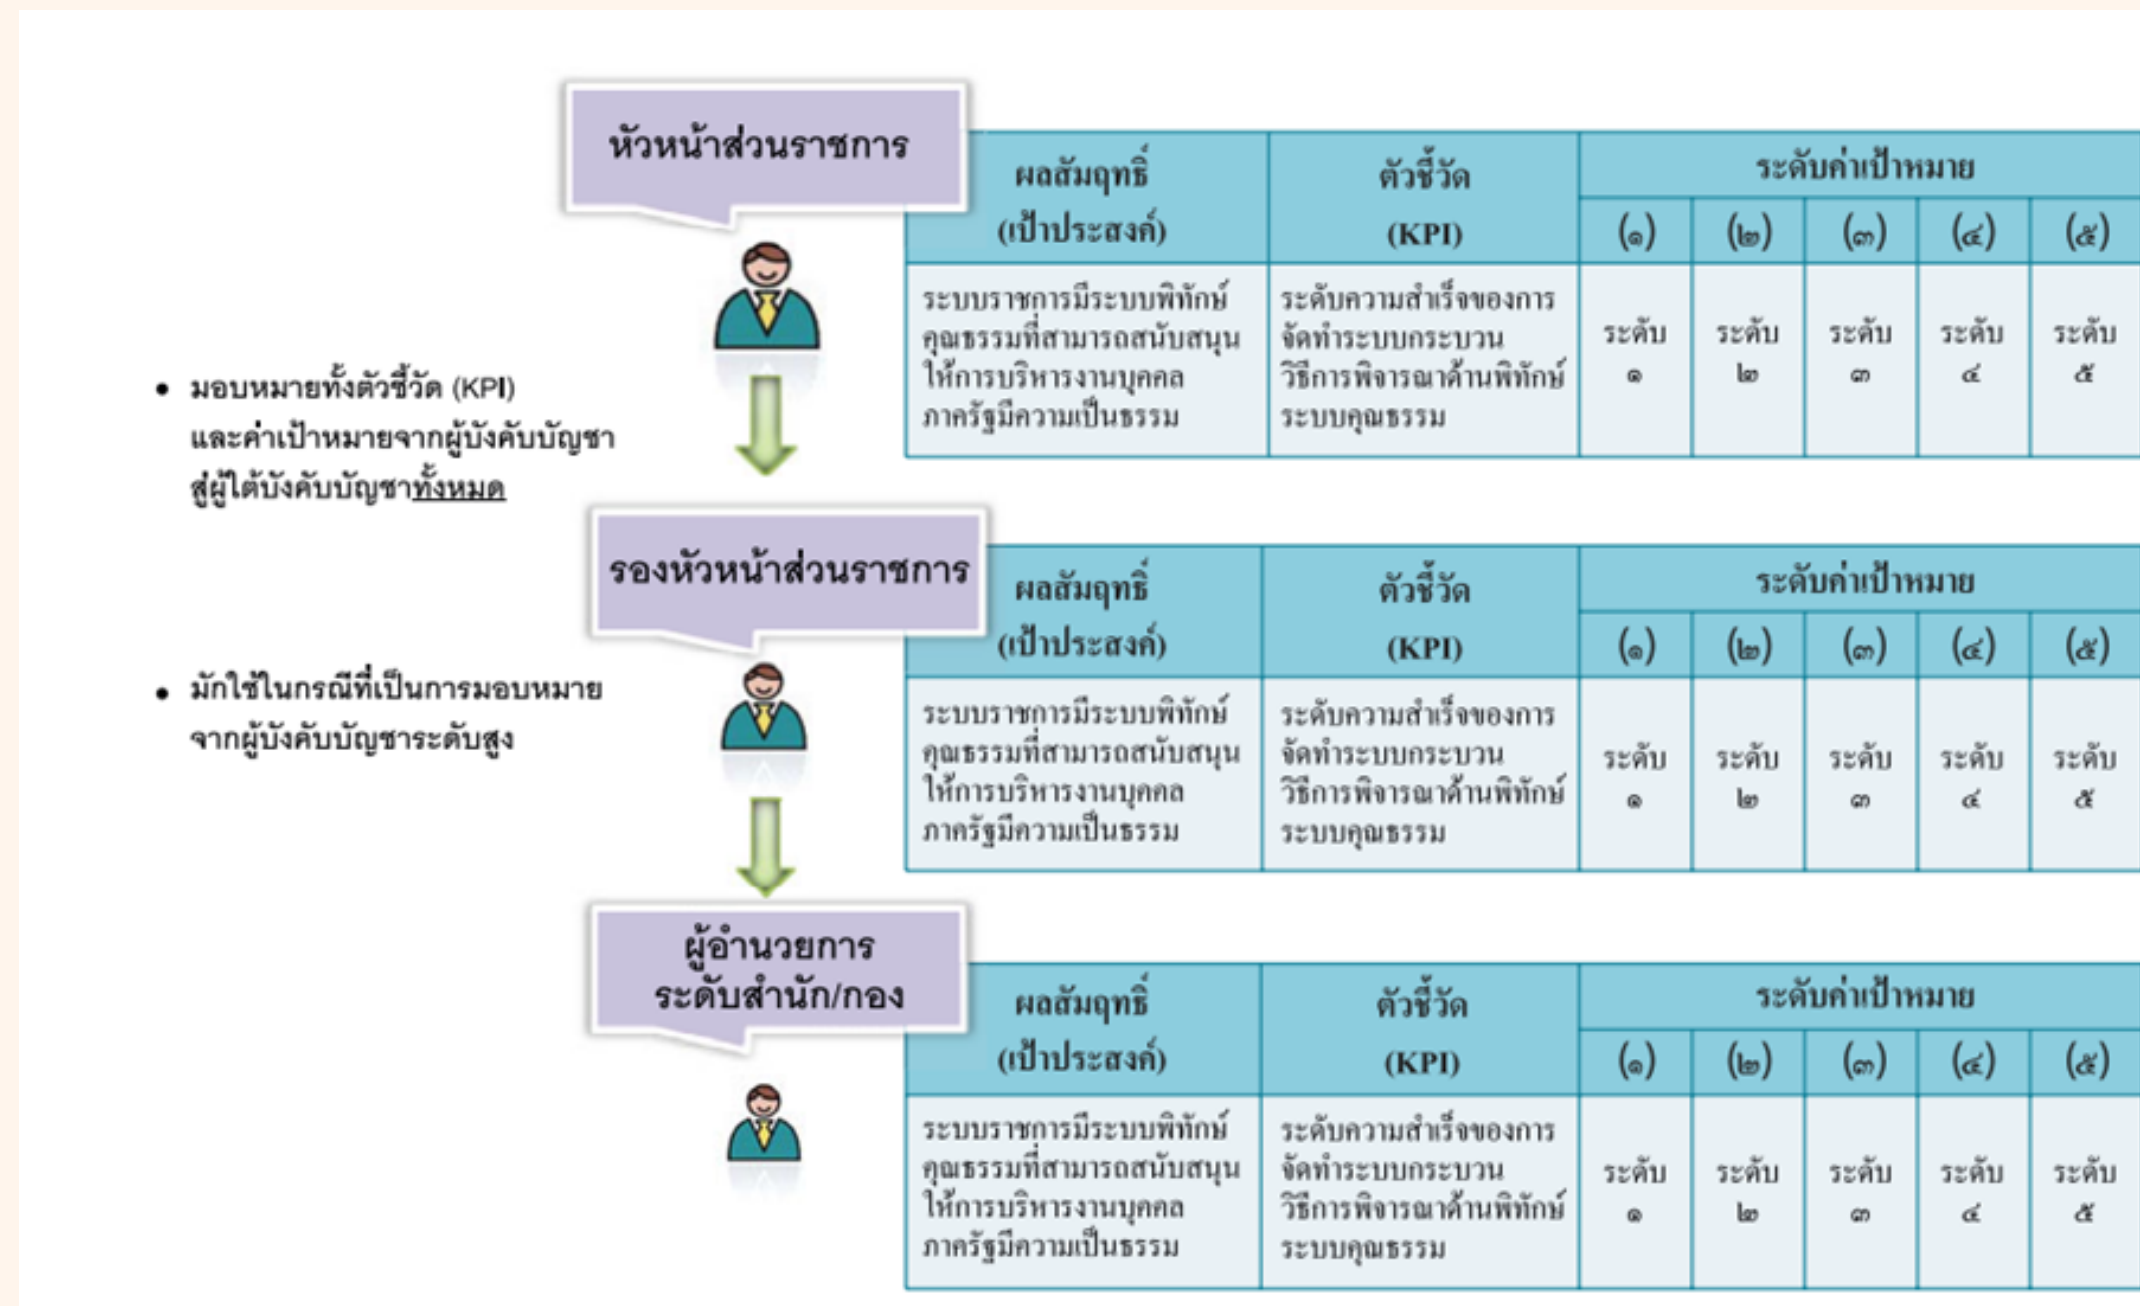 หัวหน้าส่วนราชการ
ผลสัมฤทธิ์
(เป้าประสงค์)
ตัวชี้วัด
(KPI)
ระดับค่าเป้าหมาย
(๑) (๒) (๓) (๔) (๕)
ระบบราชการมีระบบพิทักษ์
คุณธรรมที่สามารถสนับสนุน
ให้การบริหารงานบุคคล
ภาครัฐมีความเป็นธรรม
ระดับความสำเร็จของการ
จัดทำระบบกระบวน
วิธีการพิจารณาด้านพิทักษ์
ระบบคุณธรรม
ระดับ ระดับ ระดับ ระดับ ระดับ
๑ ๒ ๓ ๔ ๕
• มอบหมายทั้งตัวชี้วัด (KPI)
และค่าเป้าหมายจากผู้บังคับบัญชา
สู่ผู้ใต้บังคับบัญชาทั้งหมด
รองหัวหน้าส่วนราชการ
ผลสัมฤทธิ์
(เป้าประสงค์)
ตัวชี้วัด
(KPI)
ระดับค่าเป้าหมาย
(๑) (๒) (๓) (๔) (๕)
ระบบราชการมีระบบพิทักษ์
คุณธรรมที่สามารถสนับสนุน
ให้การบริหารงานบุคคล
ภาครัฐมีความเป็นธรรม
ระดับความสำเร็จของการ
จัดทำระบบกระบวน
วิธีการพิจารณาด้านพิทักษ์
ระบบคุณธรรม
ระดับ ระดับ ระดับ ระดับ ระดับ
๑ ๒ ๓ ๔ ๕
• มักใช้ในกรณีที่เป็นการมอบหมาย
จากผู้บังคับบัญชาระดับสูง
ผู้อำนวยการ
ระดับสำนัก/กอง
ผลสัมฤทธิ์
(เป้าประสงค์)
ตัวชี้วัด
(KPI)
ระดับค่าเป้าหมาย
(๑) (๒) (๓) (๔) (๕)
ระบบราชการมีระบบพิทักษ์
คุณธรรมที่สามารถสนับสนุน
ให้การบริหารงานบุคคล
ภาครัฐมีความเป็นธรรม
ระดับความสำเร็จของการ
จัดทำระบบกระบวน
วิธีการพิจารณาด้านพิทักษ์
ระบบคุณธรรม
ระดับ ระดับ ระดับ ระดับ ระดับ
๑ ๒ ๓ ๔ ๕